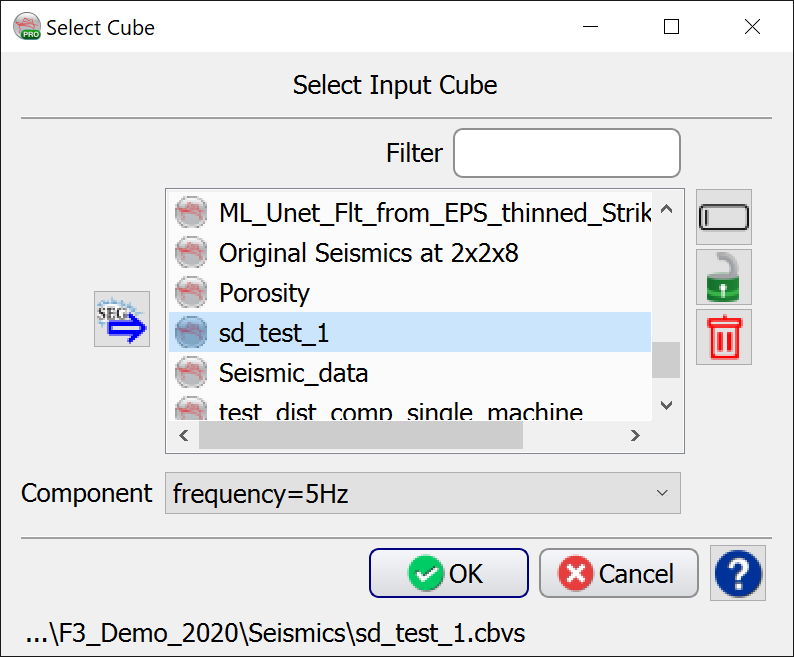 PRO Select Cube
Select Input Cube
Filter
ML_Unet_Flt_from_EPS_thinned_Strik
Original Seismics at 2x2x8
Porosity
SEG
sd_test_1
Seismic_data
test_dist_comp_single_machine
Component frequency=5Hz
OK Cancel ?
...\F3_Demo_2020\Seismics\sd_test_1.cbvs